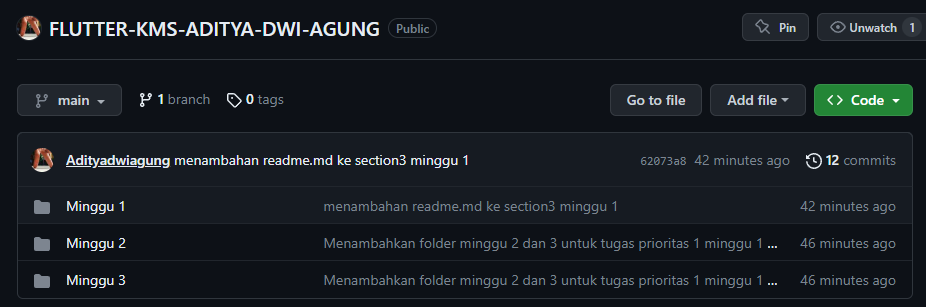 FLUTTER-KMS-ADITYA-DWI-AGUNG Public Pin Unwatch 1
main 1 branch 0 tags Go to file Add file Code
Adityadwiagung menambahan readme.md ke section3 minggu 1 62073a8 42 minutes ago 12 commits
Minggu 1 menambahan readme.md ke section3 minggu 1 42 minutes ago
Minggu 2 Menambahkan folder minggu 2 dan 3 untuk tugas prioritas 1 minggu 1 ... 46 minutes ago
Minggu 3 Menambahkan folder minggu 2 dan 3 untuk tugas prioritas 1 minggu 1 ... 46 minutes ago